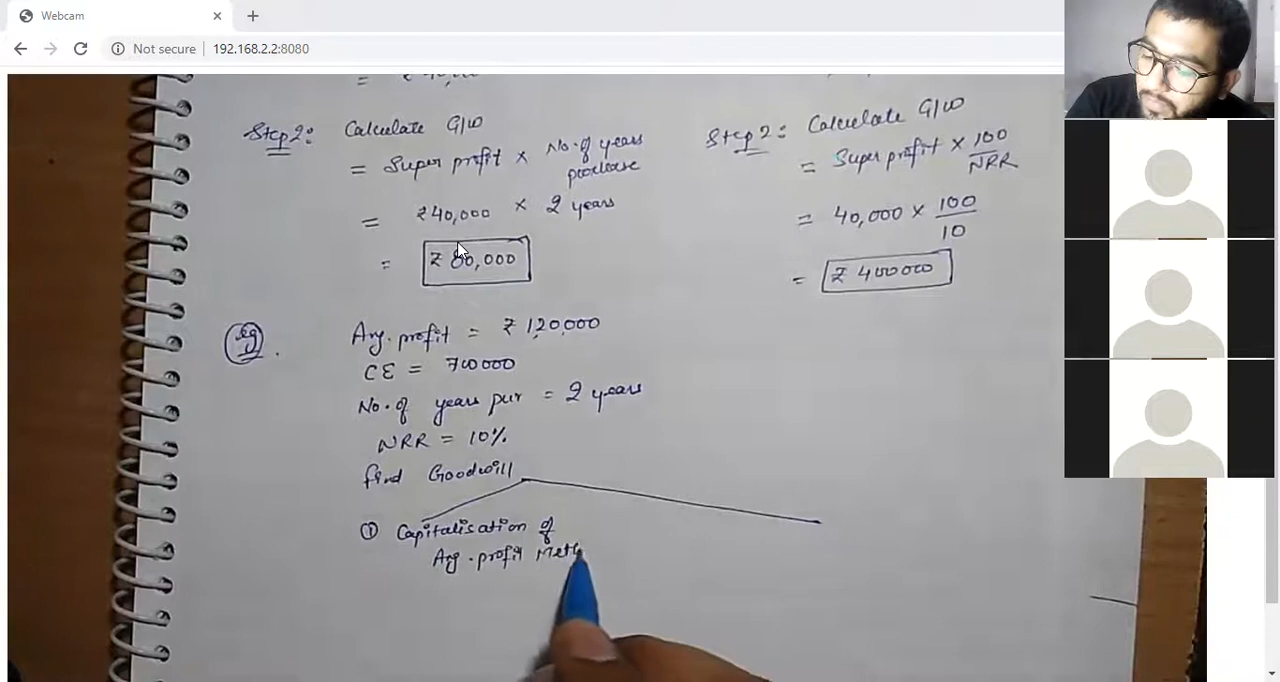 Webcam
Not secure
192.168.2.2:8080
Step 2: Calculate G/W
= Super profit × No. of years
purchase
= ₹40,000 × 2 years
= ₹ 80,000
Step 2: Calculate G/W
= Super profit × 100
NRR
= 40,000 × 100
10
= ₹ 400000
eg.
Avg. profit = ₹ 1,20,000
CE = 700000
No. of years pur = 2 years
NRR = 10%
find Goodwill
① Capitalisation of
Avg. profit Meth